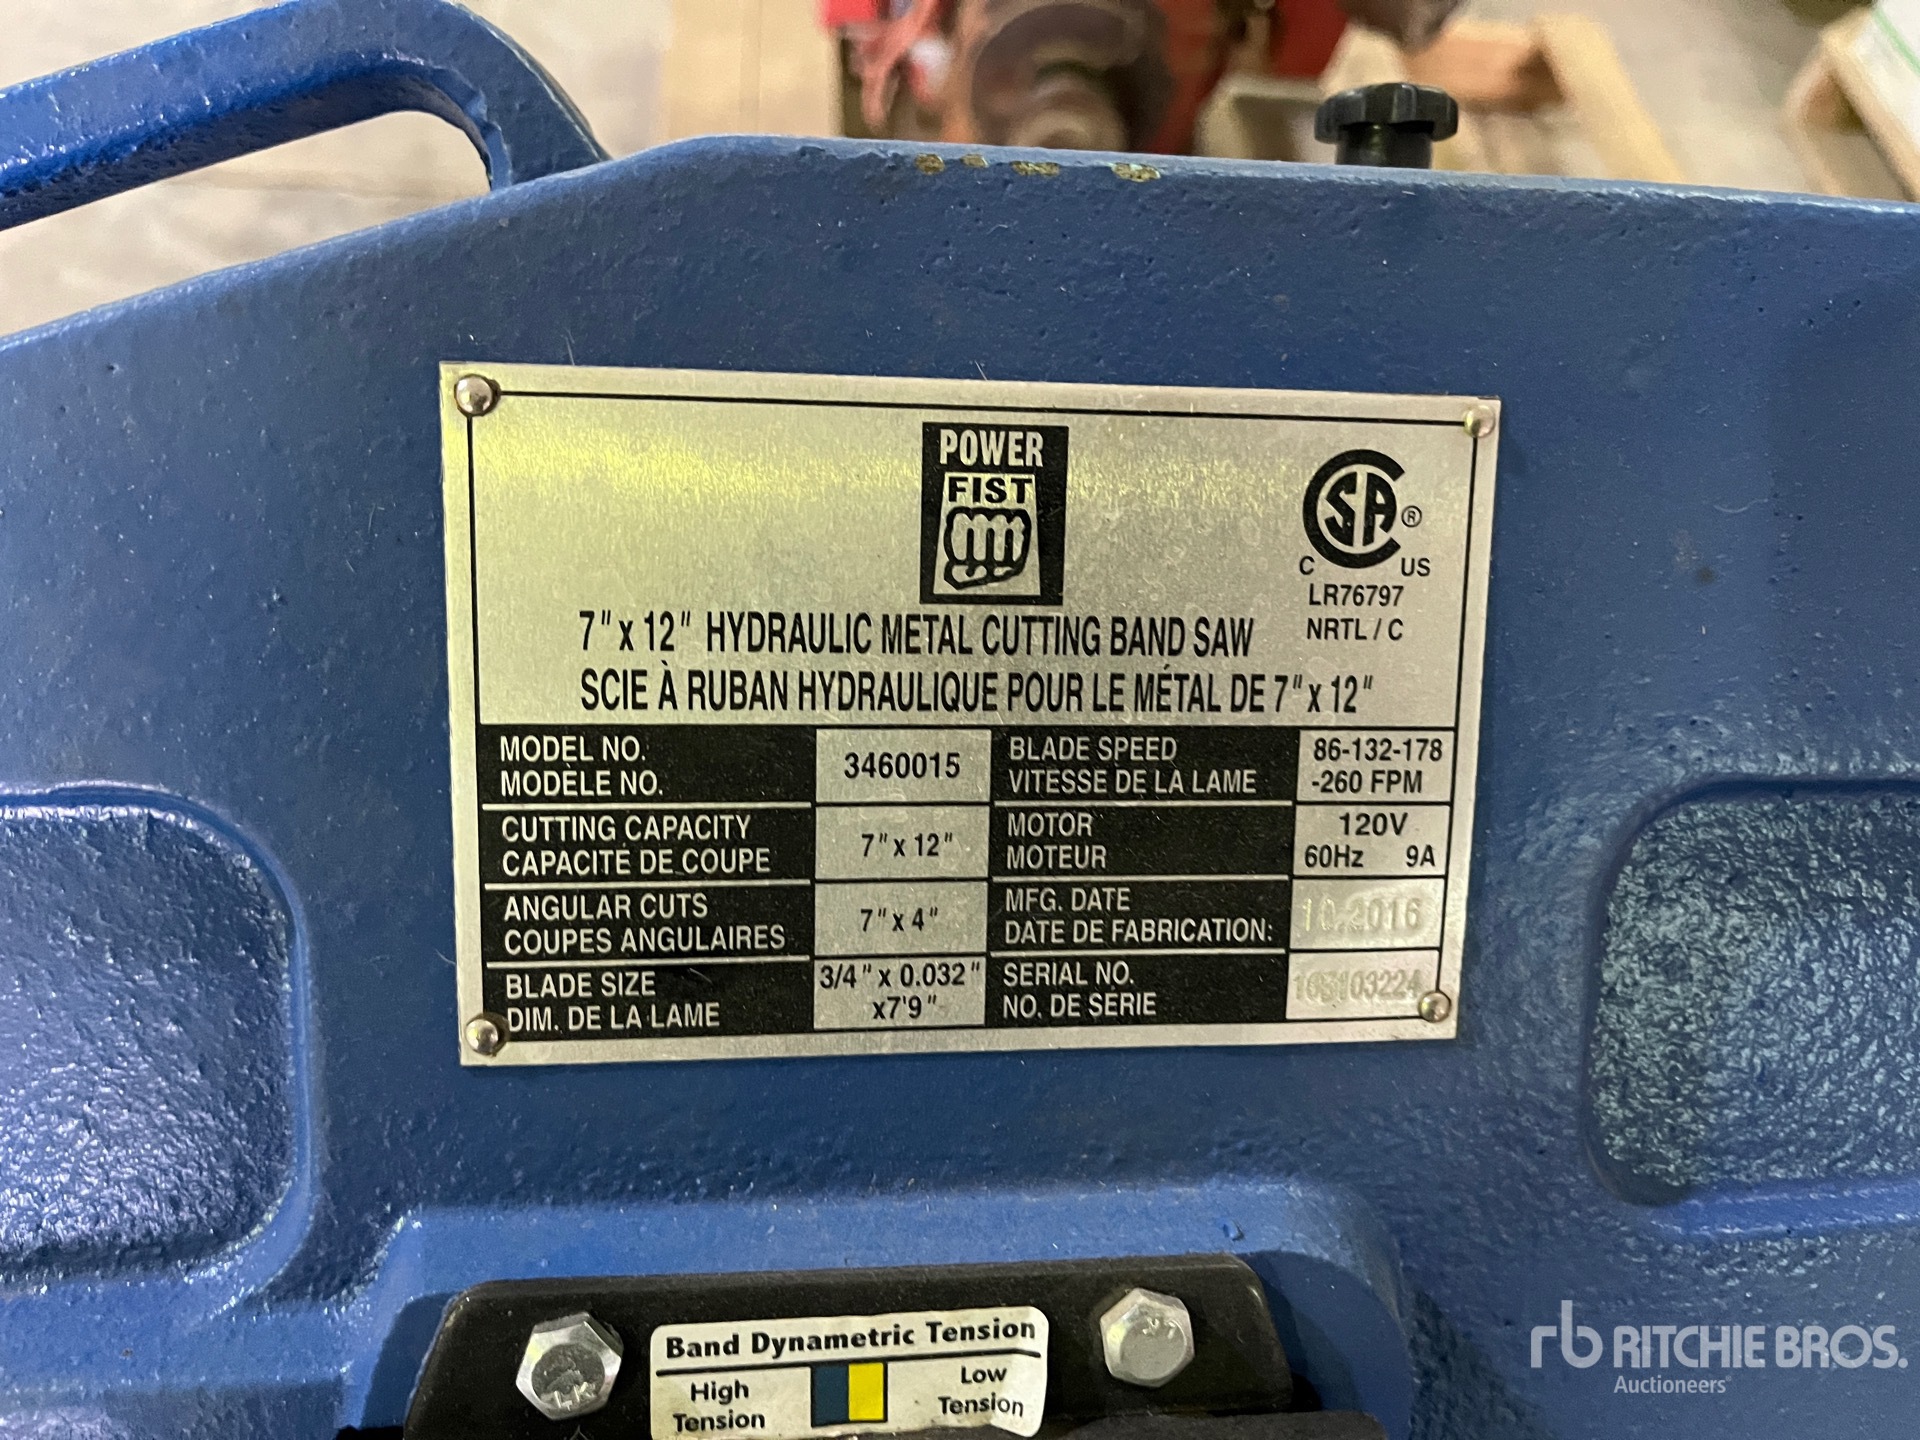 POWER
FIST
CSA ®
C US
LR76797
NRTL / C
7" x 12" HYDRAULIC METAL CUTTING BAND SAW
SCIE À RUBAN HYDRAULIQUE POUR LE MÉTAL DE 7" x 12"
MODEL NO.
MODÈLE NO.
3460015
BLADE SPEED
VITESSE DE LA LAME
86-132-178
-260 FPM
CUTTING CAPACITY
CAPACITÉ DE COUPE
7" x 12"
MOTOR
MOTEUR
120V
60Hz 9A
ANGULAR CUTS
COUPES ANGULAIRES
7" x 4"
MFG. DATE
DATE DE FABRICATION:
10.2016
BLADE SIZE
DIM. DE LA LAME
3/4" x 0.032"
x7'9"
SERIAL NO.
NO. DE SERIE
Band Dynametric Tension
High
Tension
Low
Tension
rb RITCHIE BROS.
Auctioneers